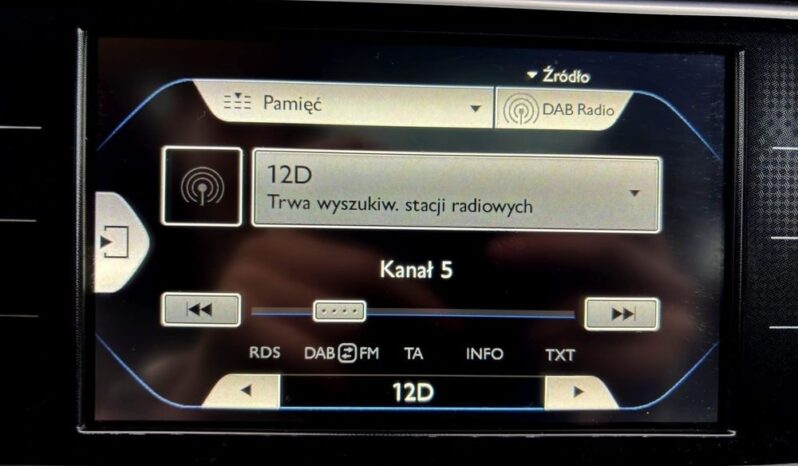 Źródło
Pamięć
DAB Radio
12D
Trwa wyszukiw. stacji radiowych
Kanał 5
RDS DAB FM TA INFO TXT
12D